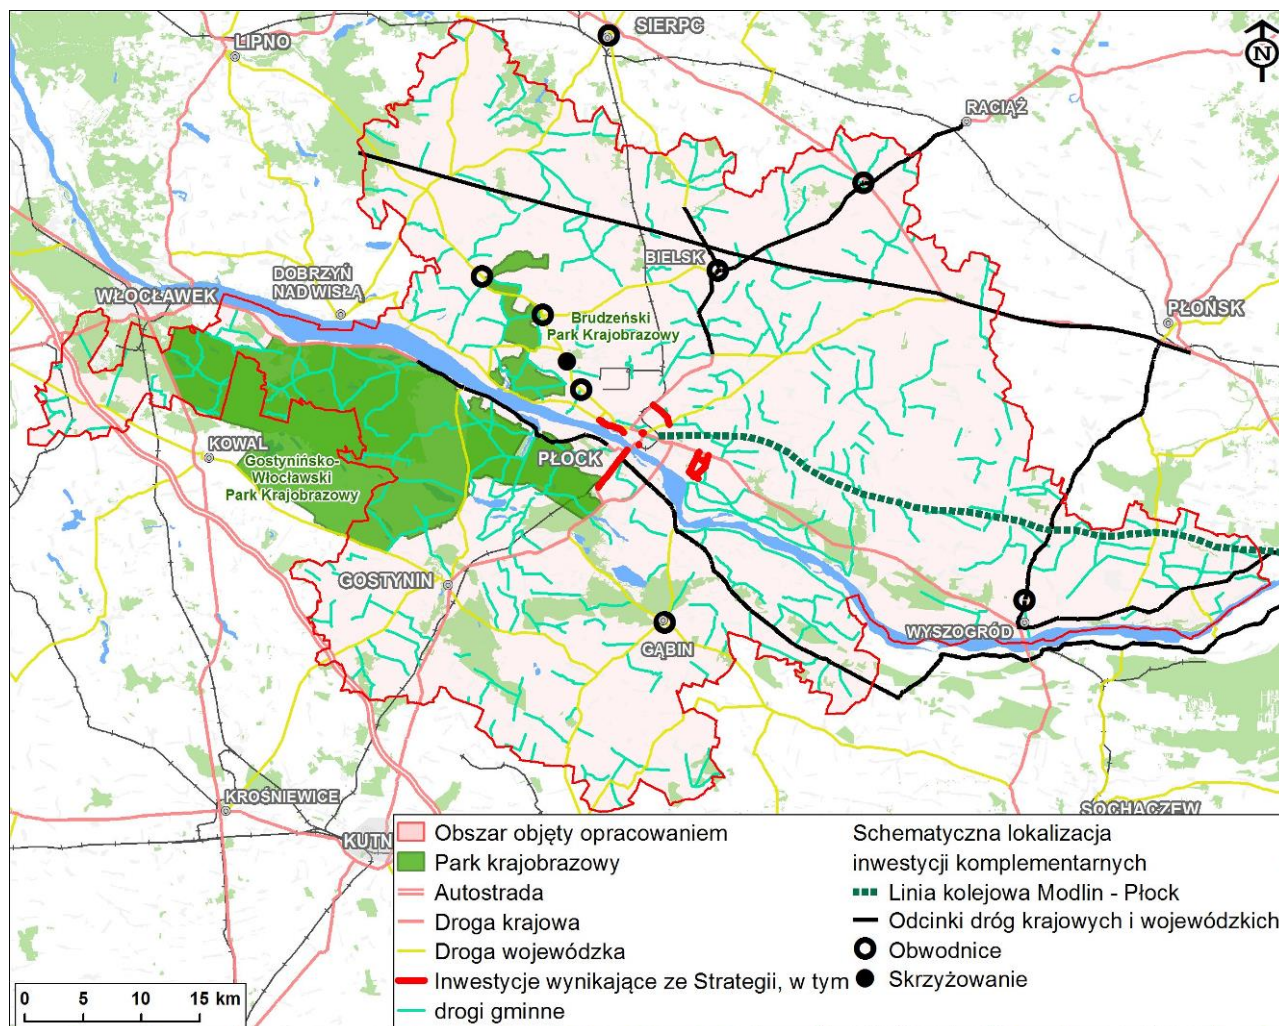 SIERPC
LIPNO
N
RACIĄŻ
BIELSK
DOBRZYŃ
NAD WISŁĄ
WŁOCŁAWEK
PŁOŃSK
Brudzeński
Park Krajobrazowy
KOWAL
Gostynińsko-
Włocławski
Park Krajobrazowy
PŁOCK
GOSTYNIN
WYSZOGRÓD
GĄBIN
KROŚNIEWICE
SOCHACZEW
KUTN
Obszar objęty opracowaniem
Park krajobrazowy
Autostrada
Droga krajowa
Droga wojewódzka
Inwestycje wynikające ze Strategii, w tym
drogi gminne
Schematyczna lokalizacja
inwestycji komplementarnych
Linia kolejowa Modlin - Płock
Odcinki dróg krajowych i wojewódzkich
Obwodnice
Skrzyżowanie
0 5 10 15 km